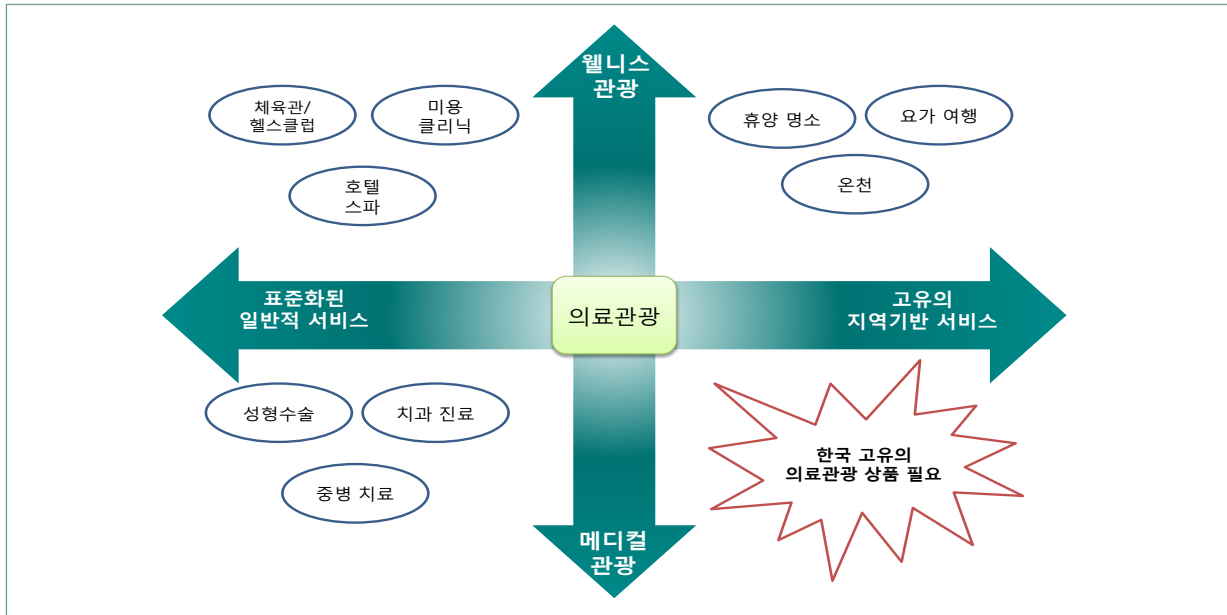 웰니스
관광
체육관/
헬스클럽
미용
클리닉
호텔
스파
휴양 명소
요가 여행
온천
표준화된
일반적 서비스
의료관광
고유의
지역기반 서비스
성형수술
치과 진료
중병 치료
한국 고유의
의료관광 상품 필요
메디컬
관광